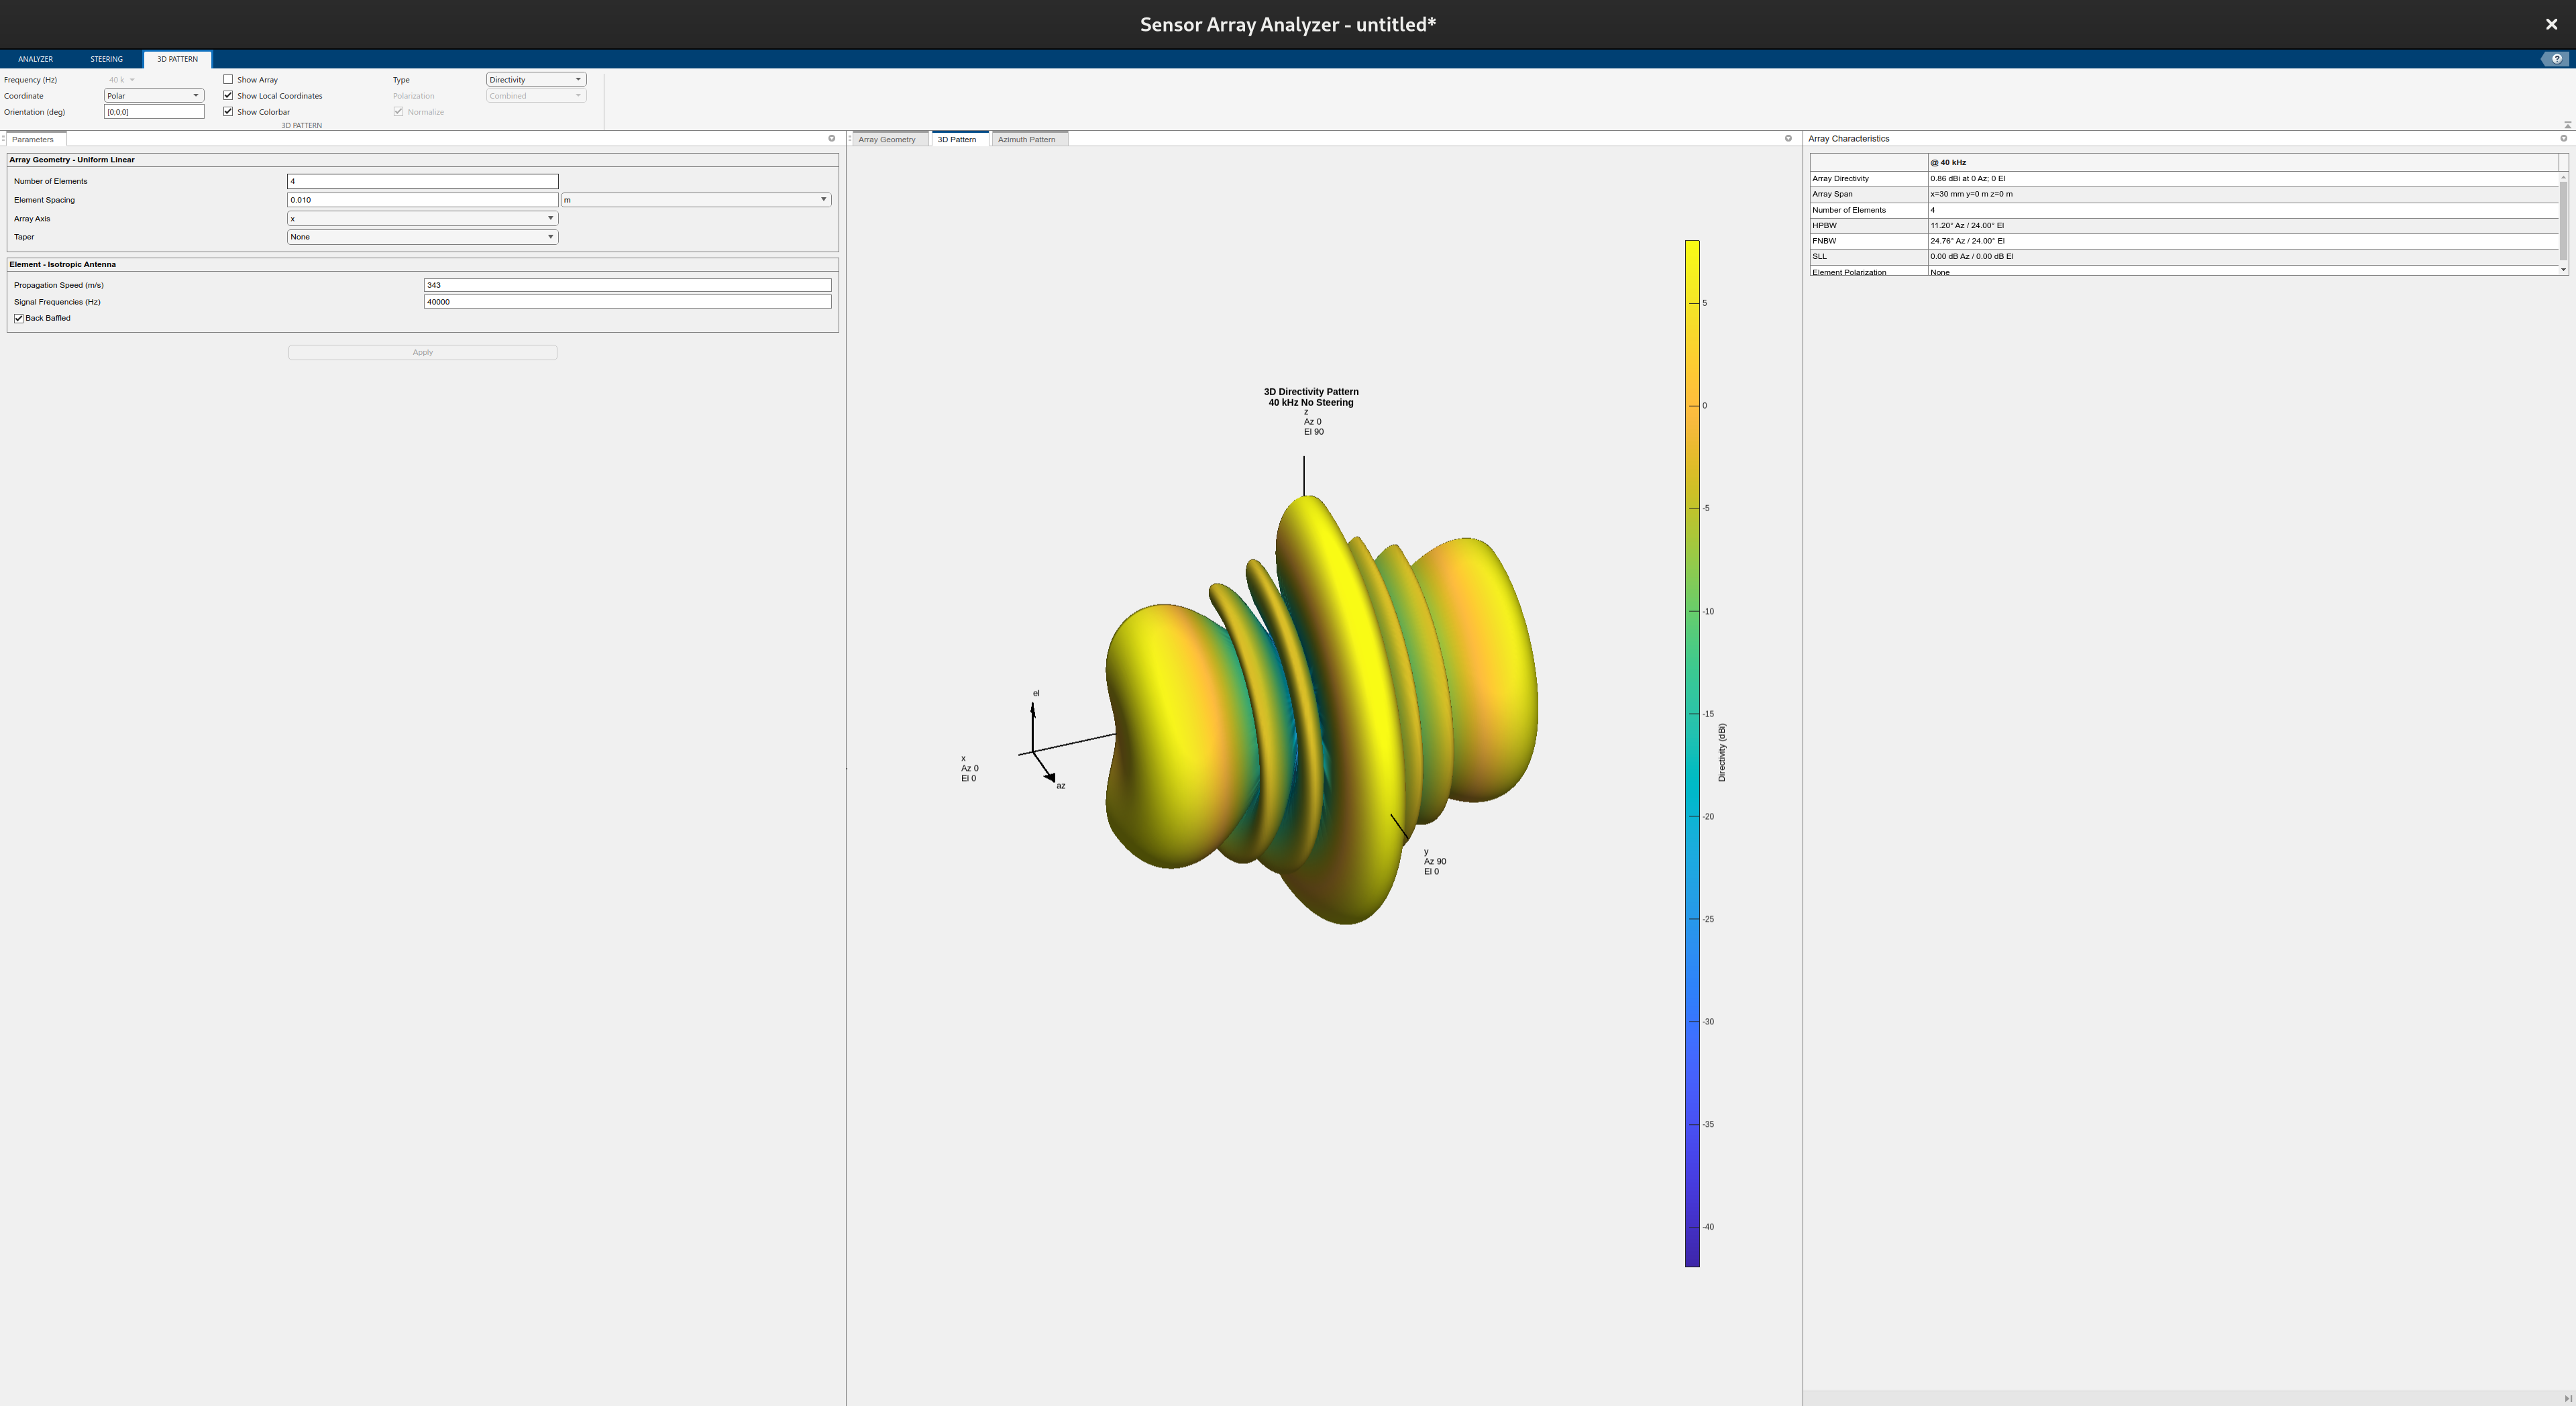 Sensor Array Analyzer - untitled*
ANALYZER STEERING 3D PATTERN
?
Frequency (Hz) 40 k
Show Array
Type Directivity
Coordinate Polar
Show Local Coordinates
Polarization Combined
Orientation (deg) [0;0;0]
Show Colorbar
Normalize
3D PATTERN
Parameters
Array Geometry - Uniform Linear
Number of Elements 4
Element Spacing 0.010 m
Array Axis x
Taper None
Element - Isotropic Antenna
Propagation Speed (m/s) 343
Signal Frequencies (Hz) 40000
Back Baffled
Apply
Array Geometry 3D Pattern Azimuth Pattern
3D Directivity Pattern
40 kHz No Steering
z
Az 0
El 90
el
az
x
Az 0
El 0
y
Az 90
El 0
5
0
-5
-10
-15
-20
-25
-30
-35
-40
Directivity (dBi)
Array Characteristics
@ 40 kHz
Array Directivity 0.86 dBi at 0 Az; 0 El
Array Span x=30 mm y=0 m z=0 m
Number of Elements 4
HPBW 11.20° Az / 24.00° El
FNBW 24.76° Az / 24.00° El
SLL 0.00 dB Az / 0.00 dB El
Element Polarization None